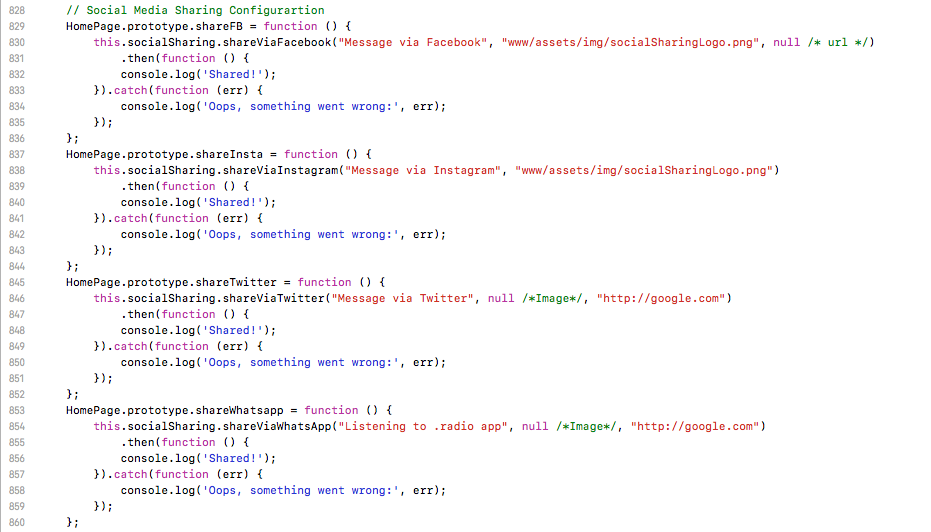 828 // Social Media Sharing Configurartion
829 HomePage.prototype.shareFB = function () {
830 this.socialSharing.shareViaFacebook("Message via Facebook", "www/assets/img/socialSharingLogo.png", null /* url */)
831 .then(function () {
832 console.log('Shared!');
833 }).catch(function (err) {
834 console.log('Oops, something went wrong:', err);
835 });
836 };
837 HomePage.prototype.shareInsta = function () {
838 this.socialSharing.shareViaInstagram("Message via Instagram", "www/assets/img/socialSharingLogo.png")
839 .then(function () {
840 console.log('Shared!');
841 }).catch(function (err) {
842 console.log('Oops, something went wrong:', err);
843 });
844 };
845 HomePage.prototype.shareTwitter = function () {
846 this.socialSharing.shareViaTwitter("Message via Twitter", null /*Image*/, "http://google.com")
847 .then(function () {
848 console.log('Shared!');
849 }).catch(function (err) {
850 console.log('Oops, something went wrong:', err);
851 });
852 };
853 HomePage.prototype.shareWhatsapp = function () {
854 this.socialSharing.shareViaWhatsApp("Listening to .radio app", null /*Image*/, "http://google.com")
855 .then(function () {
856 console.log('Shared!');
857 }).catch(function (err) {
858 console.log('Oops, something went wrong:', err);
859 });
860 };